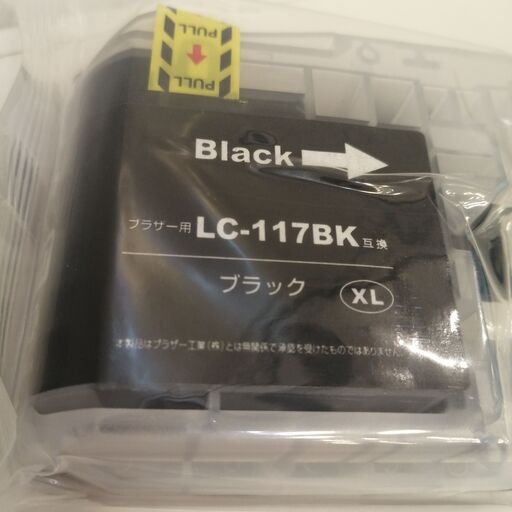 PULL
PULL
Black
ブラザー用 LC-117BK 互換
ブラック XL
本製品はブラザー工業(株)とは無関係で承認を受けたものではありません。